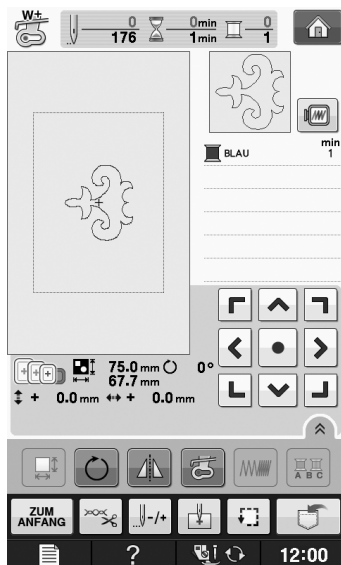 W+
0 0min 0
176 1min 1
min
BLAU 1
75.0 mm 0°
67.7 mm
+ 0.0 mm + 0.0 mm
A B C
ZUM
ANFANG
-/+
? 12:00